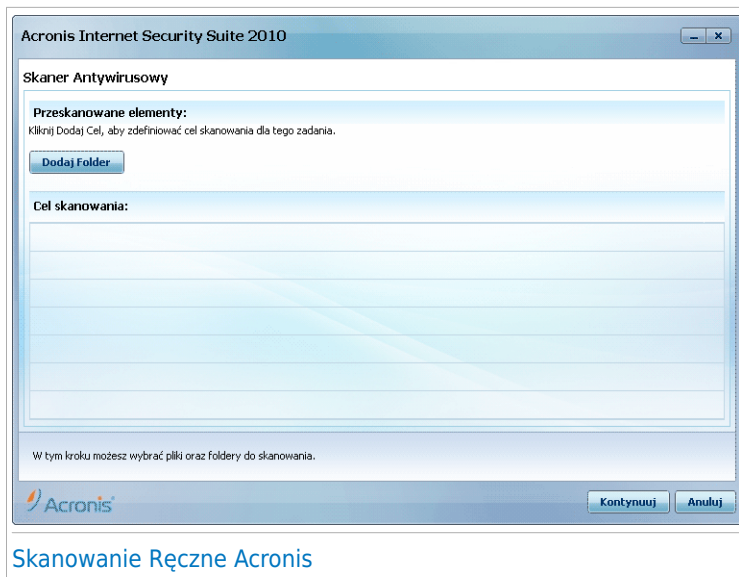 Acronis Internet Security Suite 2010
Skaner Antywirusowy
Przeskanowane elementy:
Kliknij Dodaj Cel, aby zdefiniować cel skanowania dla tego zadania.
Dodaj Folder
Cel skanowania:
W tym kroku możesz wybrać pliki oraz foldery do skanowania.
Acronis
Kontynuuj Anuluj
Skanowanie Ręczne Acronis